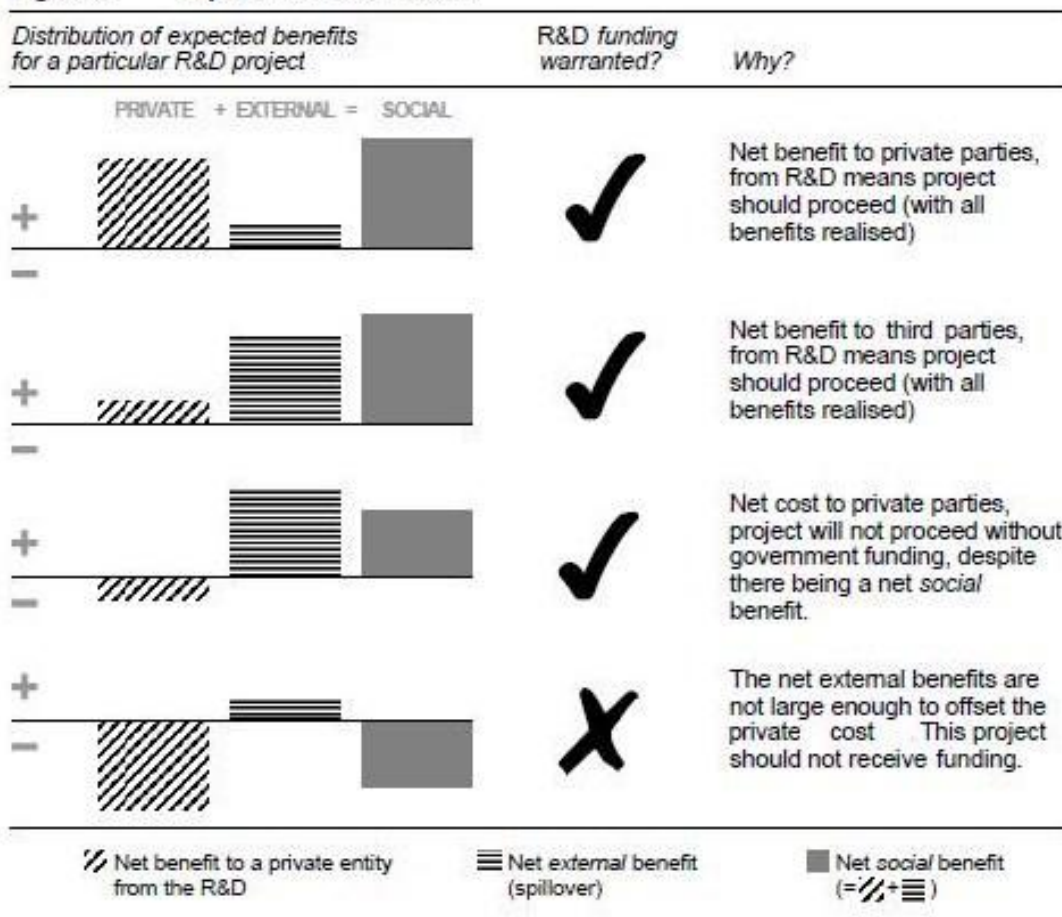 Distribution of expected benefits
for a particular R&D project
R&D funding
warranted?
Why?
PRIVATE + EXTERNAL = SOCIAL
+
−
Net benefit to private parties,
from R&D means project
should proceed (with all
benefits realised)
+
−
Net benefit to third parties,
from R&D means project
should proceed (with all
benefits realised)
+
−
Net cost to private parties,
project will not proceed without
government funding, despite
there being a net social
benefit.
+
−
The net external benefits are
not large enough to offset the
private cost This project
should not receive funding.
Net benefit to a private entity
from the R&D
Net external benefit
(spillover)
Net social benefit
(= + )